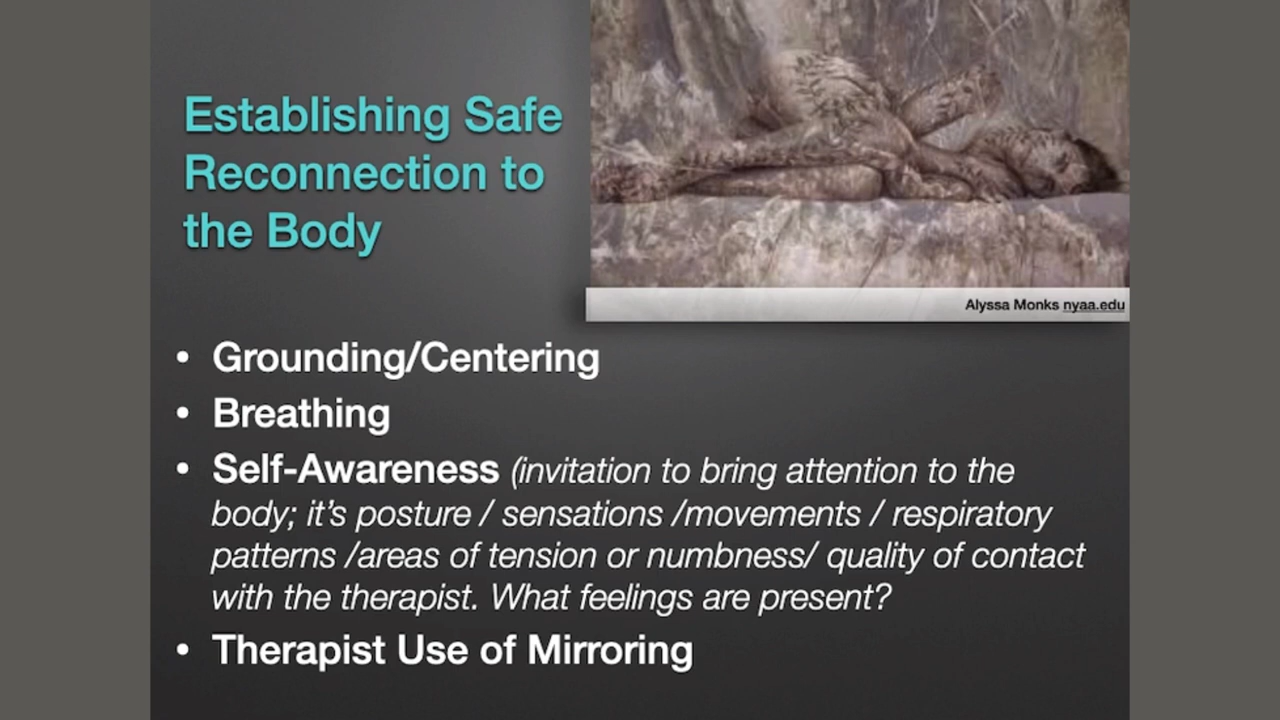 Establishing Safe
Reconnection to
the Body
Alyssa Monks nyaa.edu
• Grounding/Centering
• Breathing
• Self-Awareness (invitation to bring attention to the
body; it’s posture / sensations /movements / respiratory
patterns /areas of tension or numbness/ quality of contact
with the therapist. What feelings are present?
• Therapist Use of Mirroring